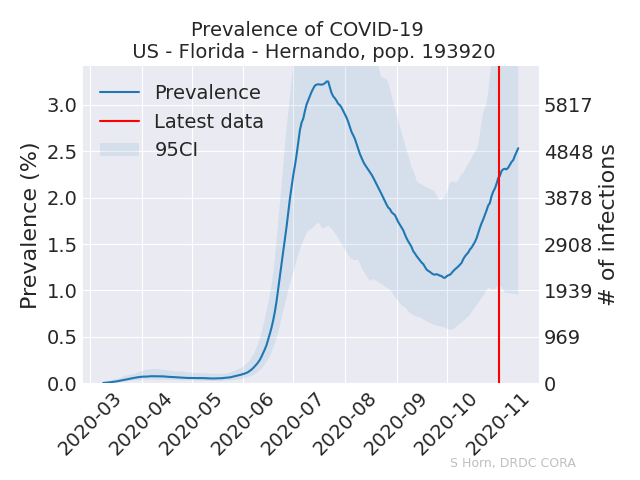 Prevalence of COVID-19
US - Florida - Hernando, pop. 193920
Prevalence
Latest data
95CI
Prevalence (%)
3.0
2.5
2.0
1.5
1.0
0.5
0.0
5817
4848
3878
2908
1939
969
0
# of infections
2020-03
2020-04
2020-05
2020-06
2020-07
2020-08
2020-09
2020-10
2020-11
S Horn, DRDC CORA